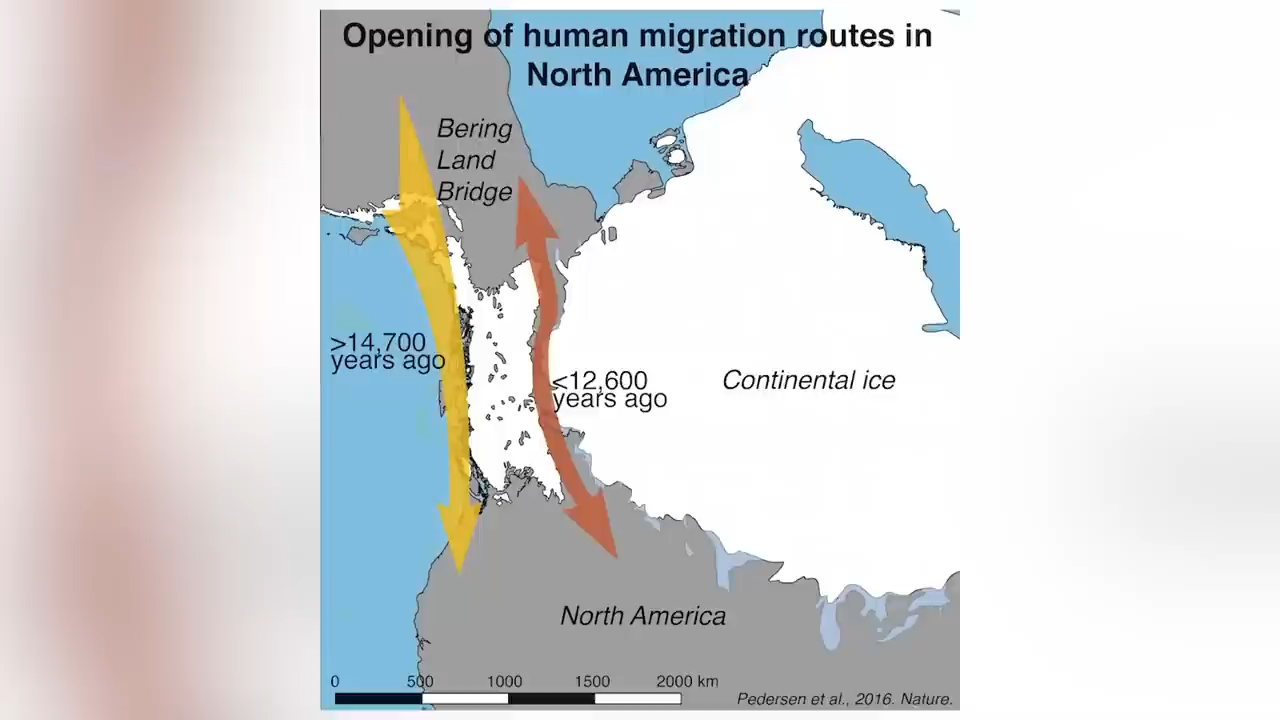 Opening of human migration routes in
North America
Bering
Land
Bridge
>14,700
years ago
<12,600
years ago
Continental ice
North America
0 500 1000 1500 2000 km
Pedersen et al., 2016. Nature.